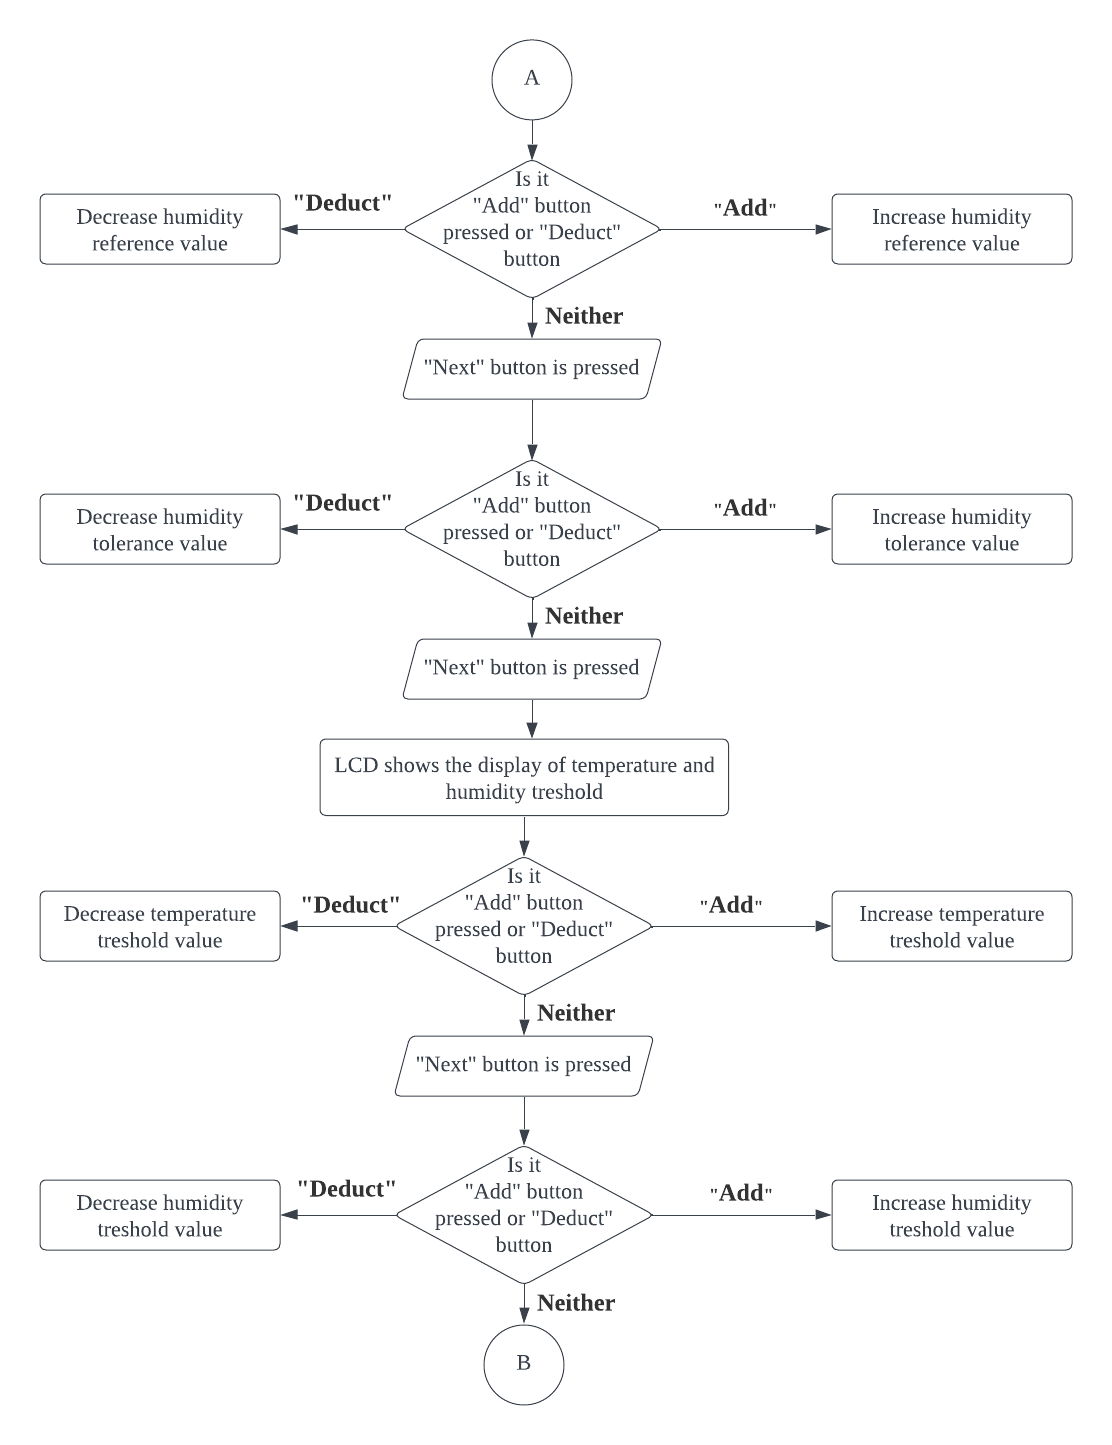 A
Is it
"Add" button
pressed or "Deduct"
button
"Deduct"
Decrease humidity
reference value
"Add"
Increase humidity
reference value
Neither
"Next" button is pressed
Is it
"Add" button
pressed or "Deduct"
button
"Deduct"
Decrease humidity
tolerance value
"Add"
Increase humidity
tolerance value
Neither
"Next" button is pressed
LCD shows the display of temperature and
humidity treshold
Is it
"Add" button
pressed or "Deduct"
button
"Deduct"
Decrease temperature
treshold value
"Add"
Increase temperature
treshold value
Neither
"Next" button is pressed
Is it
"Add" button
pressed or "Deduct"
button
"Deduct"
Decrease humidity
treshold value
"Add"
Increase humidity
treshold value
Neither
B